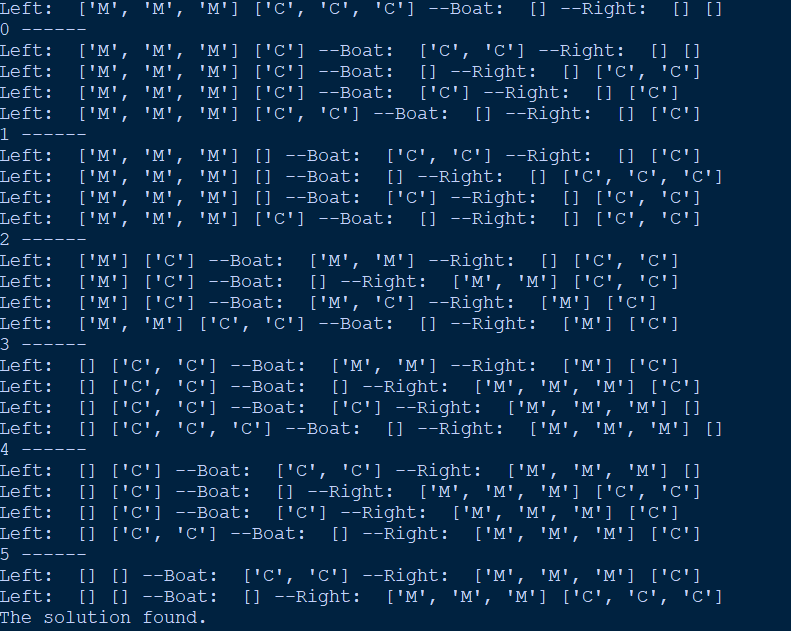 Left:  ['M', 'M', 'M'] ['C', 'C', 'C'] --Boat:  [] --Right:  [] []
0 ------
Left:  ['M', 'M', 'M'] ['C'] --Boat:  ['C', 'C'] --Right:  [] []
Left:  ['M', 'M', 'M'] ['C'] --Boat:  [] --Right:  [] ['C', 'C']
Left:  ['M', 'M', 'M'] ['C'] --Boat:  ['C'] --Right:  [] ['C']
Left:  ['M', 'M', 'M'] ['C', 'C'] --Boat:  [] --Right:  [] ['C']
1 ------
Left:  ['M', 'M', 'M'] [] --Boat:  ['C', 'C'] --Right:  [] ['C']
Left:  ['M', 'M', 'M'] [] --Boat:  [] --Right:  [] ['C', 'C', 'C']
Left:  ['M', 'M', 'M'] [] --Boat:  ['C'] --Right:  [] ['C', 'C']
Left:  ['M', 'M', 'M'] ['C'] --Boat:  [] --Right:  [] ['C', 'C']
2 ------
Left:  ['M'] ['C'] --Boat:  ['M', 'M'] --Right:  [] ['C', 'C']
Left:  ['M'] ['C'] --Boat:  [] --Right:  ['M', 'M'] ['C', 'C']
Left:  ['M'] ['C'] --Boat:  ['M', 'C'] --Right:  ['M'] ['C']
Left:  ['M', 'M'] ['C', 'C'] --Boat:  [] --Right:  ['M'] ['C']
3 ------
Left:  [] ['C', 'C'] --Boat:  ['M', 'M'] --Right:  ['M'] ['C']
Left:  [] ['C', 'C'] --Boat:  [] --Right:  ['M', 'M', 'M'] ['C']
Left:  [] ['C', 'C'] --Boat:  ['C'] --Right:  ['M', 'M', 'M'] []
Left:  [] ['C', 'C', 'C'] --Boat:  [] --Right:  ['M', 'M', 'M'] []
4 ------
Left:  [] ['C'] --Boat:  ['C', 'C'] --Right:  ['M', 'M', 'M'] []
Left:  [] ['C'] --Boat:  [] --Right:  ['M', 'M', 'M'] ['C', 'C']
Left:  [] ['C'] --Boat:  ['C'] --Right:  ['M', 'M', 'M'] ['C']
Left:  [] ['C', 'C'] --Boat:  [] --Right:  ['M', 'M', 'M'] ['C']
5 ------
Left:  [] [] --Boat:  ['C', 'C'] --Right:  ['M', 'M', 'M'] ['C']
Left:  [] [] --Boat:  [] --Right:  ['M', 'M', 'M'] ['C', 'C', 'C']
The solution found.